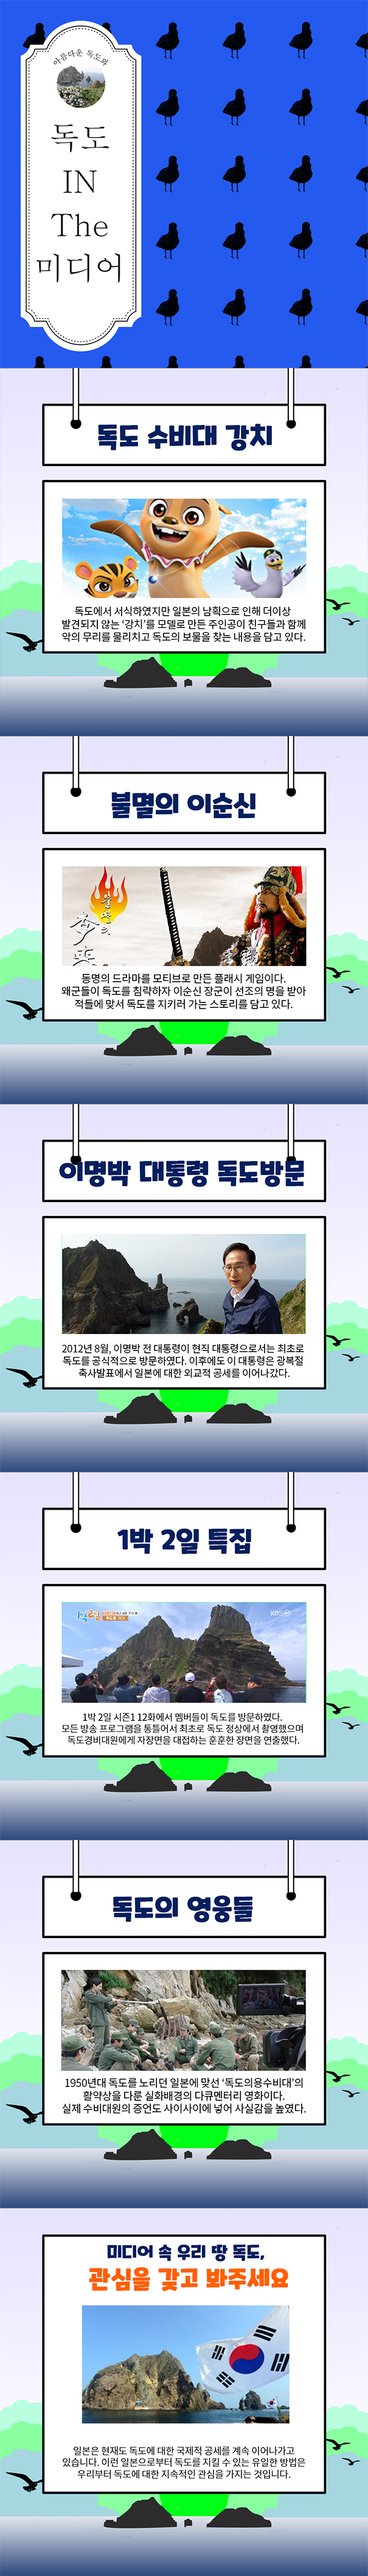 아름다운 독도와
독도
IN
The
미디어
독도 수비대 강치
독도에서 서식하였지만 일본의 남획으로 인해 더이상
발견되지 않는 '강치'를 모델로 만든 주인공이 친구들과 함께
악의 무리를 물리치고 독도의 보물을 찾는 내용을 담고 있다.
불멸의 이순신
불멸의
동명의 드라마를 모티브로 만든 플래시 게임이다.
왜군들이 독도를 침략하자 이순신 장군이 선조의 명을 받아
적들에 맞서 독도를 지키러 가는 스토리를 담고 있다.
이명박 대통령 독도방문
2012년 8월, 이명박 전 대통령이 현직 대통령으로서는 최초로
독도를 공식적으로 방문하였다. 이후에도 이 대통령은 광복절
축사발표에서 일본에 대한 외교적 공세를 이어나갔다.
1박 2일 특집
1박2일
KBS
1박 2일 시즌1 12화에서 멤버들이 독도를 방문하였다.
모든 방송 프로그램을 통틀어서 최초로 독도 정상에서 촬영했으며
독도경비대원에게 자장면을 대접하는 훈훈한 장면을 연출했다.
독도의 영웅들
1950년대 독도를 노리던 일본에 맞선 '독도의용수비대'의
활약상을 다룬 실화배경의 다큐멘터리 영화이다.
실제 수비대원의 증언도 사이사이에 넣어 사실감을 높였다.
미디어 속 우리 땅 독도,
관심을 갖고 봐주세요
일본은 현재도 독도에 대한 국제적 공세를 계속 이어나가고
있습니다. 이런 일본으로부터 독도를 지킬 수 있는 유일한 방법은
우리부터 독도에 대한 지속적인 관심을 가지는 것입니다.